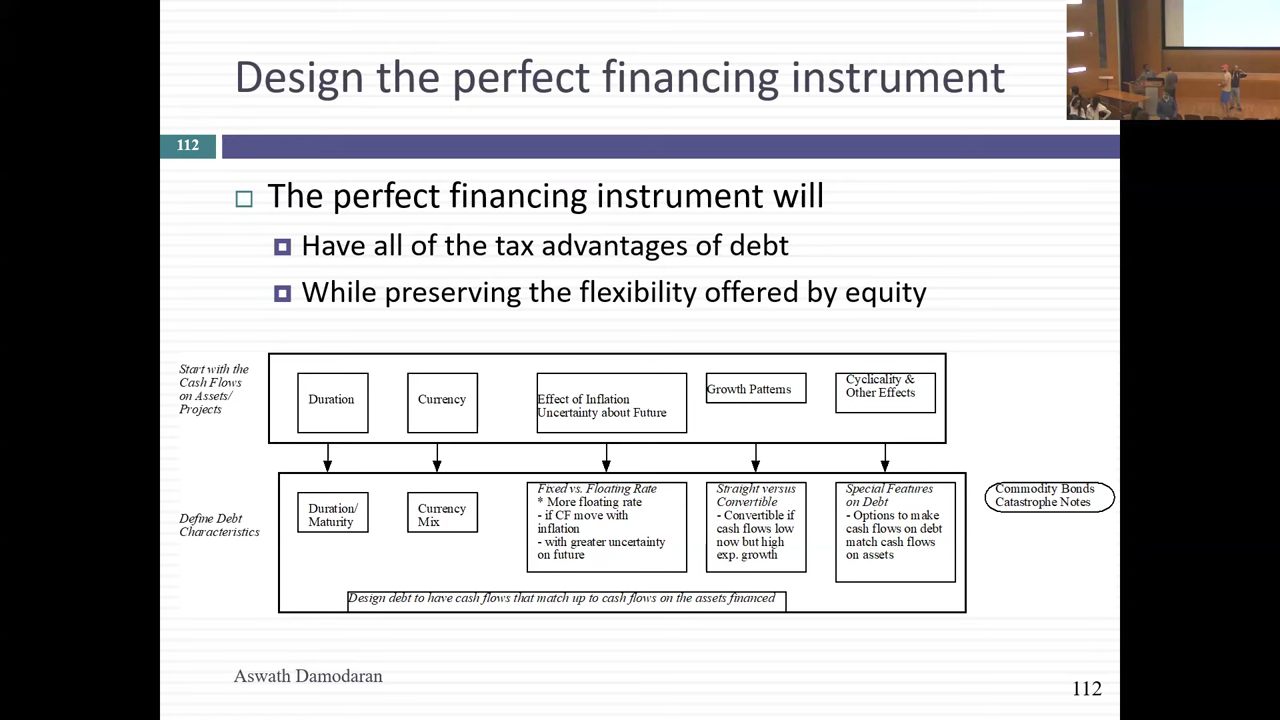 Design the perfect financing instrument
112
The perfect financing instrument will
Have all of the tax advantages of debt
While preserving the flexibility offered by equity
Start with the
Cash Flows
on Assets/
Projects
Duration
Currency
Effect of Inflation
Uncertainty about Future
Growth Patterns
Cyclicality &
Other Effects
Define Debt
Characteristics
Duration/
Maturity
Currency
Mix
Fixed vs. Floating Rate
* More floating rate
- if CF move with
inflation
- with greater uncertainty
on future
Straight versus
Convertible
- Convertible if
cash flows low
now but high
exp. growth
Special Features
on Debt
- Options to make
cash flows on debt
match cash flows
on assets
Commodity Bonds
Catastrophe Notes
Design debt to have cash flows that match up to cash flows on the assets financed
Aswath Damodaran
112